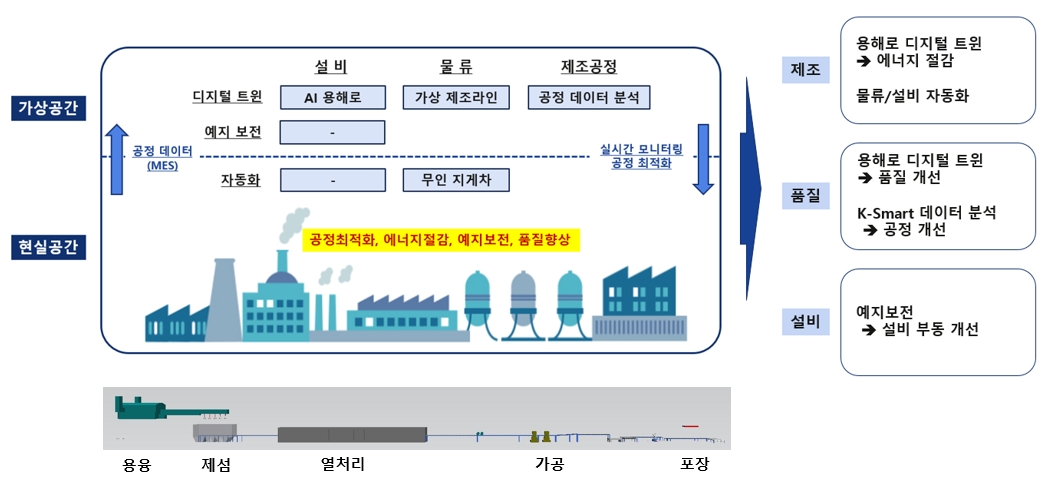 설 비
물 류
제조공정
가상공간
디지털 트윈
AI 용해로
가상 제조라인
공정 데이터 분석
예지 보전
-
공정 데이터
(MES)
실시간 모니터링
공정 최적화
자동화
-
무인 지게차
현실공간
공정최적화, 에너지절감, 예지보전, 품질향상
제조
용해로 디지털 트윈
➔ 에너지 절감
물류/설비 자동화
품질
용해로 디지털 트윈
➔ 품질 개선
K-Smart 데이터 분석
➔ 공정 개선
설비
예지보전
➔ 설비 부동 개선
용융
제섬
열처리
가공
포장